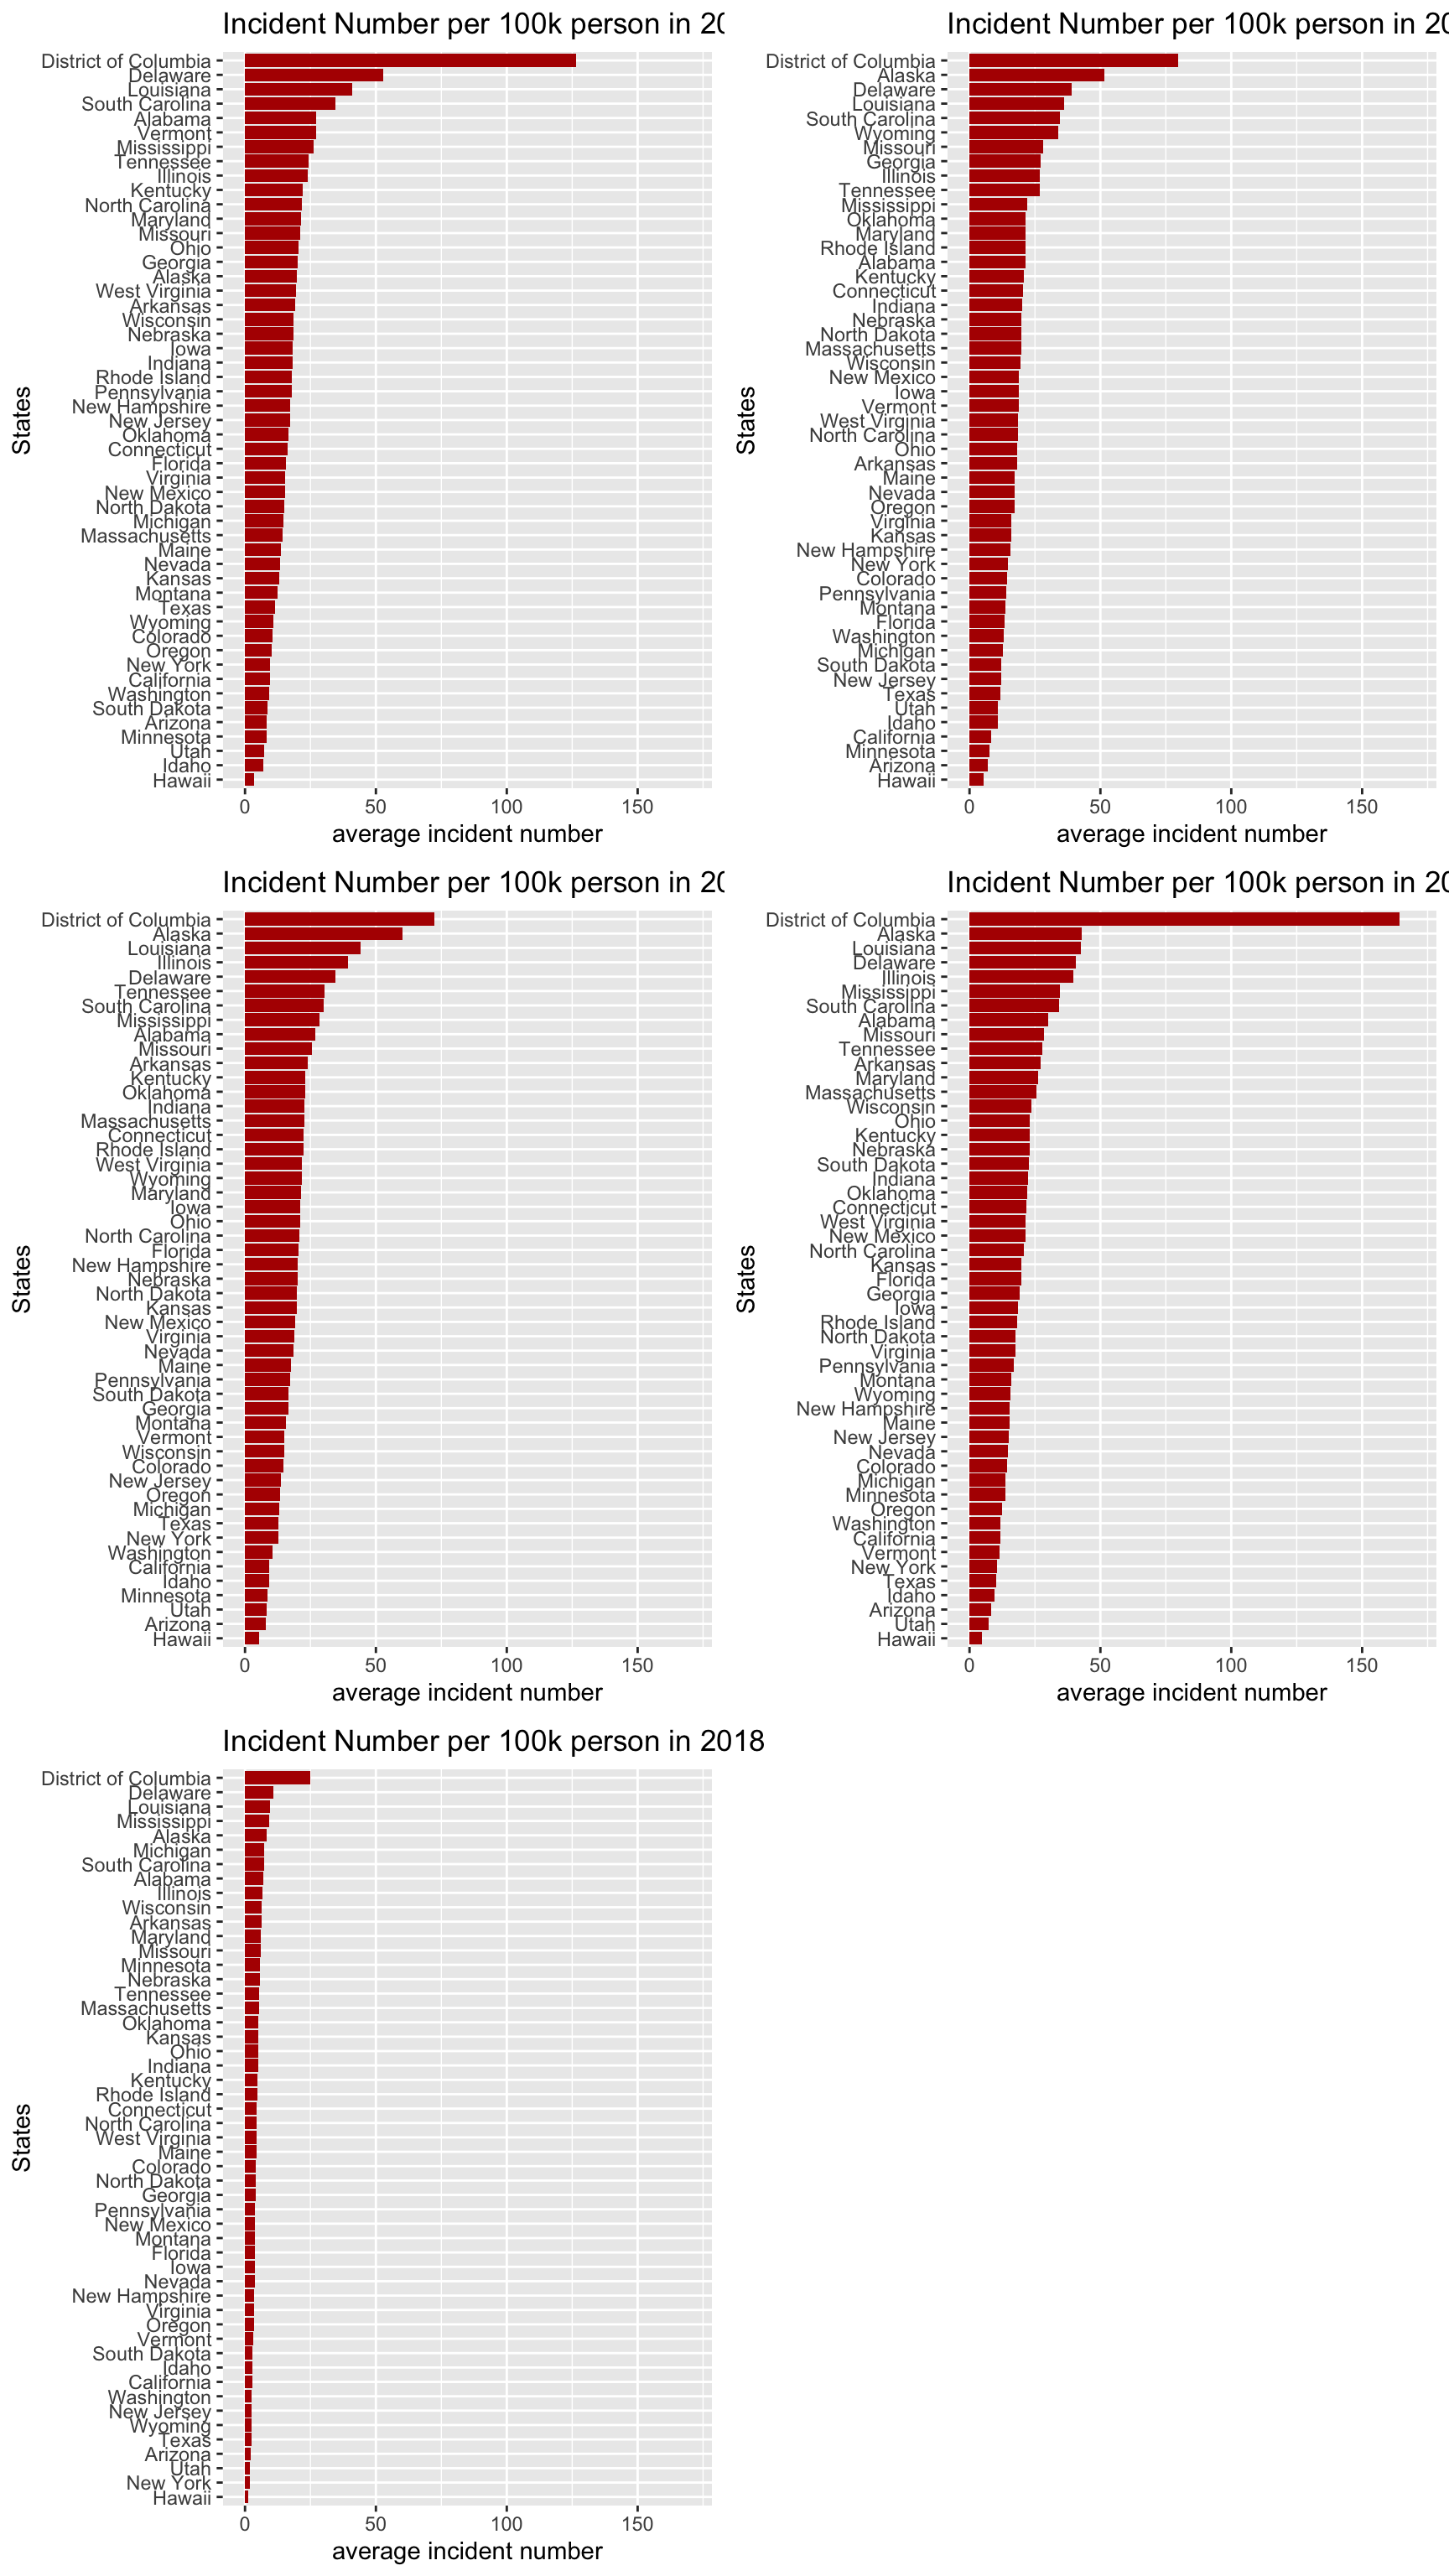 Incident Number per 100k person in 20
States
District of Columbia
Delaware
Louisiana
South Carolina
Alabama
Vermont
Mississippi
Tennessee
Illinois
Kentucky
North Carolina
Maryland
Missouri
Ohio
Georgia
Alaska
West Virginia
Arkansas
Wisconsin
Nebraska
Iowa
Indiana
Rhode Island
Pennsylvania
New Hampshire
New Jersey
Oklahoma
Connecticut
Florida
Virginia
New Mexico
North Dakota
Michigan
Massachusetts
Maine
Nevada
Kansas
Montana
Texas
Wyoming
Colorado
Oregon
New York
California
Washington
South Dakota
Arizona
Minnesota
Utah
Idaho
Hawaii
0 50 100 150
average incident number
Incident Number per 100k person in 20
States
District of Columbia
Alaska
Delaware
Louisiana
South Carolina
Wyoming
Missouri
Georgia
Illinois
Tennessee
Mississippi
Oklahoma
Maryland
Rhode Island
Alabama
Kentucky
Connecticut
Indiana
Nebraska
North Dakota
Massachusetts
Wisconsin
New Mexico
Iowa
Vermont
West Virginia
North Carolina
Ohio
Arkansas
Maine
Nevada
Oregon
Virginia
Kansas
New Hampshire
New York
Colorado
Pennsylvania
Montana
Florida
Washington
Michigan
South Dakota
New Jersey
Texas
Utah
Idaho
California
Minnesota
Arizona
Hawaii
0 50 100 150
average incident number
Incident Number per 100k person in 20
States
District of Columbia
Alaska
Louisiana
Illinois
Delaware
Tennessee
South Carolina
Mississippi
Alabama
Missouri
Arkansas
Kentucky
Oklahoma
Indiana
Massachusetts
Connecticut
Rhode Island
West Virginia
Wyoming
Maryland
Iowa
Ohio
North Carolina
Florida
New Hampshire
Nebraska
North Dakota
Kansas
New Mexico
Virginia
Nevada
Maine
Pennsylvania
South Dakota
Georgia
Montana
Vermont
Wisconsin
Colorado
New Jersey
Oregon
Michigan
Texas
New York
Washington
California
Idaho
Minnesota
Utah
Arizona
Hawaii
0 50 100 150
average incident number
Incident Number per 100k person in 20
States
District of Columbia
Alaska
Louisiana
Delaware
Illinois
Mississippi
South Carolina
Alabama
Missouri
Tennessee
Arkansas
Maryland
Massachusetts
Wisconsin
Ohio
Kentucky
Nebraska
South Dakota
Indiana
Oklahoma
Connecticut
West Virginia
New Mexico
North Carolina
Kansas
Florida
Georgia
Iowa
Rhode Island
North Dakota
Virginia
Pennsylvania
Montana
Wyoming
New Hampshire
Maine
New Jersey
Nevada
Colorado
Michigan
Minnesota
Oregon
Washington
California
Vermont
New York
Texas
Idaho
Arizona
Utah
Hawaii
0 50 100 150
average incident number
Incident Number per 100k person in 2018
States
District of Columbia
Delaware
Louisiana
Mississippi
Alaska
Michigan
South Carolina
Alabama
Illinois
Wisconsin
Arkansas
Maryland
Missouri
Minnesota
Nebraska
Tennessee
Massachusetts
Oklahoma
Kansas
Ohio
Indiana
Kentucky
Rhode Island
Connecticut
North Carolina
West Virginia
Maine
Colorado
North Dakota
Georgia
Pennsylvania
New Mexico
Montana
Florida
Iowa
Nevada
New Hampshire
Virginia
Oregon
Vermont
South Dakota
Idaho
California
Washington
New Jersey
Wyoming
Texas
Arizona
Utah
New York
Hawaii
0 50 100 150
average incident number